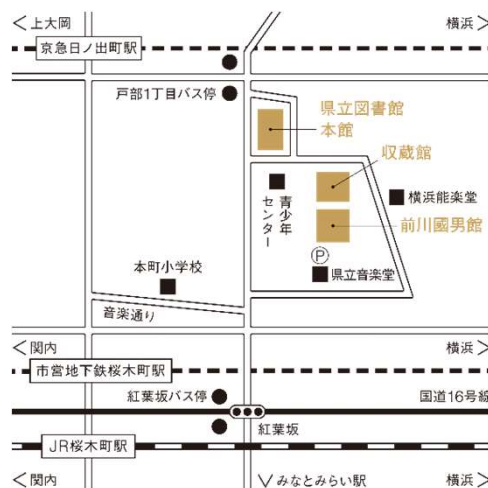 ＜上大岡
横浜＞
京急日ノ出町駅
戸部1丁目バス停
県立図書館
本館
収蔵館
横浜能楽堂
青少年
センター
前川國男館
Ⓟ
県立音楽堂
本町小学校
音楽通り
＜関内
横浜＞
市営地下鉄桜木町駅
紅葉坂バス停
国道16号線
紅葉坂
JR桜木町駅
＜関内
∨みなとみらい駅
横浜＞